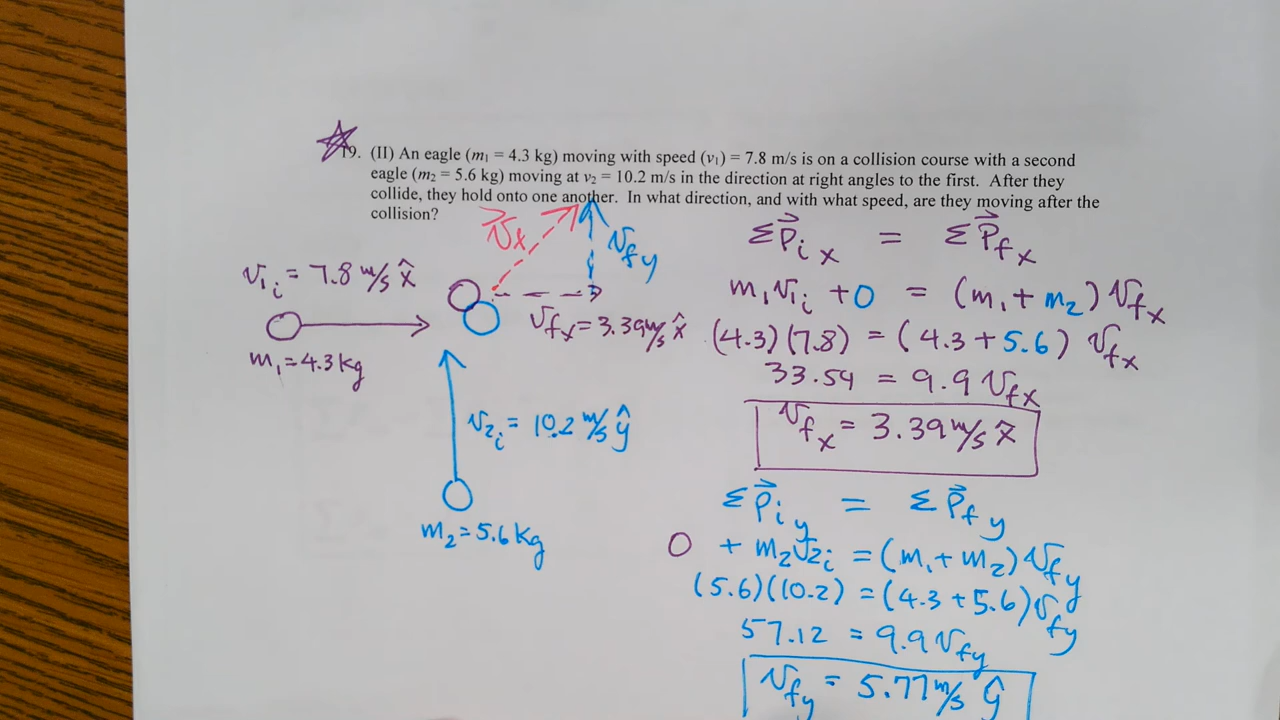 19. (II) An eagle (m₁ = 4.3 kg) moving with speed (v₁) = 7.8 m/s is on a collision course with a second
eagle (m₂ = 5.6 kg) moving at v₂ = 10.2 m/s in the direction at right angles to the first. After they
collide, they hold onto one another. In what direction, and with what speed, are they moving after the
collision?
v₁ᵢ = 7.8 m/s x̂
m₁ = 4.3 kg
v⃗x
vfy
vfx = 3.39 m/s x̂
v₂ᵢ = 10.2 m/s ŷ
m₂ = 5.6 kg
Σp⃗ix = Σp⃗fx
m₁v₁ᵢ + 0 = (m₁ + m₂) vfx
(4.3)(7.8) = (4.3 + 5.6) vfx
33.54 = 9.9 vfx
vfx = 3.39 m/s x̂
Σp⃗iy = Σp⃗fy
0 + m₂v₂ᵢ = (m₁ + m₂) vfy
(5.6)(10.2) = (4.3 + 5.6) vfy
57.12 = 9.9 vfy
vfy = 5.77 m/s ŷ